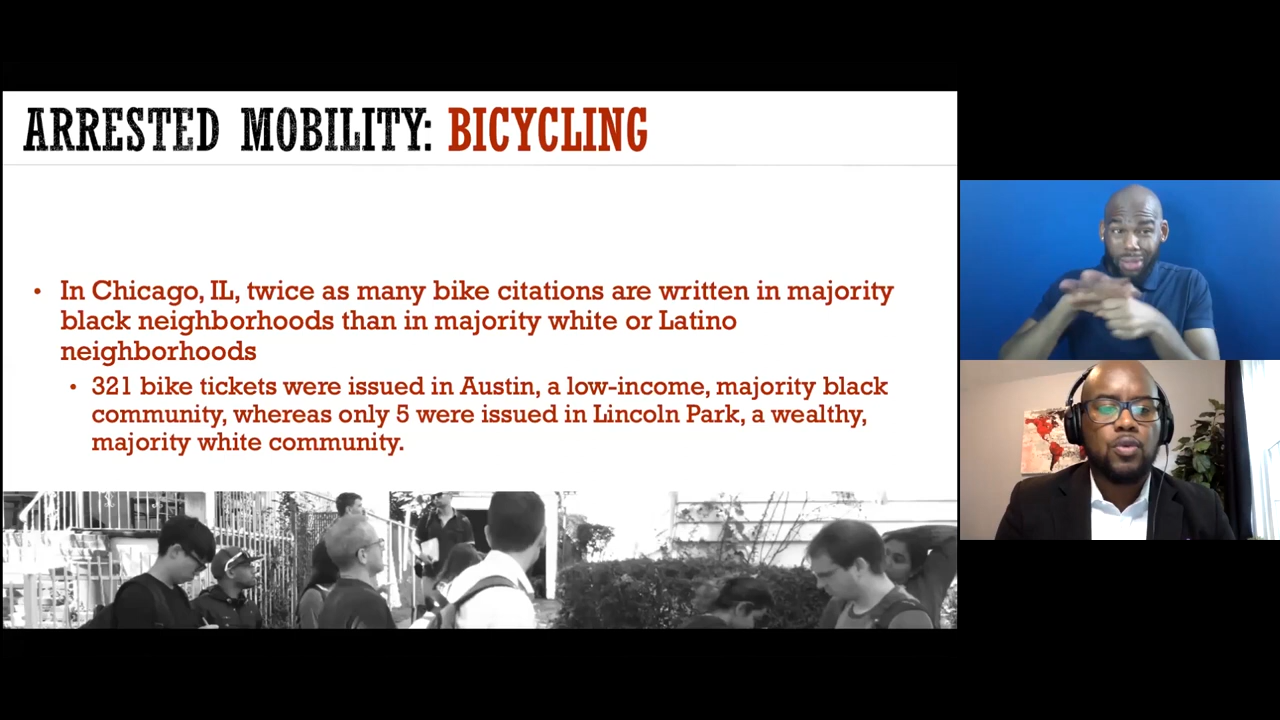 ARRESTED MOBILITY: BICYCLING
• In Chicago, IL, twice as many bike citations are written in majority
black neighborhoods than in majority white or Latino
neighborhoods
• 321 bike tickets were issued in Austin, a low-income, majority black
community, whereas only 5 were issued in Lincoln Park, a wealthy,
majority white community.